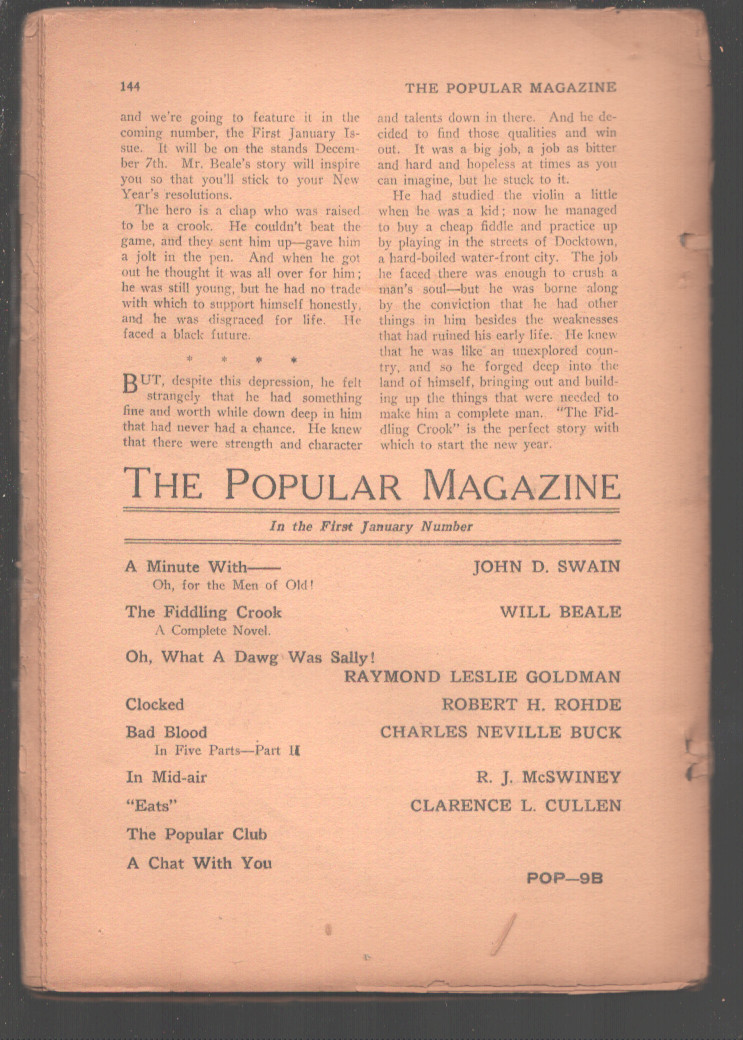 144
THE POPULAR MAGAZINE
and we're going to feature it in the
coming number, the First January Is-
sue. It will be on the stands Decem-
ber 7th. Mr. Beale's story will inspire
you so that you'll stick to your New
Year's resolutions.
The hero is a chap who was raised
to be a crook. He couldn't beat the
game, and they sent him up—gave him
a jolt in the pen. And when he got
out he thought it was all over for him;
he was still young, but he had no trade
with which to support himself honestly,
and he was disgraced for life. He
faced a black future.
* * * *
BUT, despite this depression, he felt
strangely that he had something
fine and worth while down deep in him
that had never had a chance. He knew
that there were strength and character
and talents down in there. And he de-
cided to find those qualities and win
out. It was a big job, a job as bitter
and hard and hopeless at times as you
can imagine, but he stuck to it.
He had studied the violin a little
when he was a kid; now he managed
to buy a cheap fiddle and practice up
by playing in the streets of Docktown,
a hard-boiled water-front city. The job
he faced there was enough to crush a
man's soul—but he was borne along
by the conviction that he had other
things in him besides the weaknesses
that had ruined his early life. He knew
that he was like an unexplored coun-
try, and so he forged deep into the
land of himself, bringing out and build-
ing up the things that were needed to
make him a complete man. "The Fid-
dling Crook" is the perfect story with
which to start the new year.
THE POPULAR MAGAZINE
In the First January Number
A Minute With—— JOHN D. SWAIN
Oh, for the Men of Old!
The Fiddling Crook WILL BEALE
A Complete Novel.
Oh, What A Dawg Was Sally!
RAYMOND LESLIE GOLDMAN
Clocked ROBERT H. ROHDE
Bad Blood CHARLES NEVILLE BUCK
In Five Parts—Part II
In Mid-air R. J. McSWINEY
"Eats" CLARENCE L. CULLEN
The Popular Club
A Chat With You
POP—9B